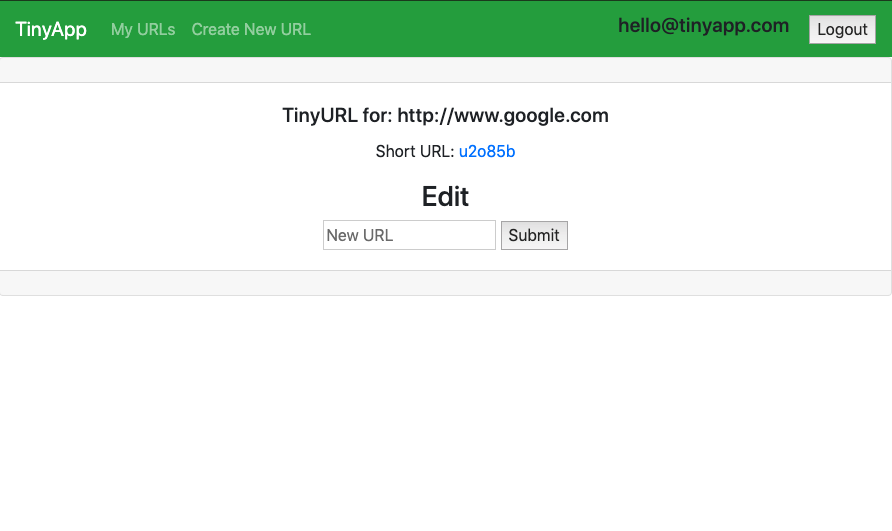 TinyApp My URLs Create New URL hello@tinyapp.com Logout
TinyURL for: http://www.google.com
Short URL: u2o85b
Edit
New URL Submit